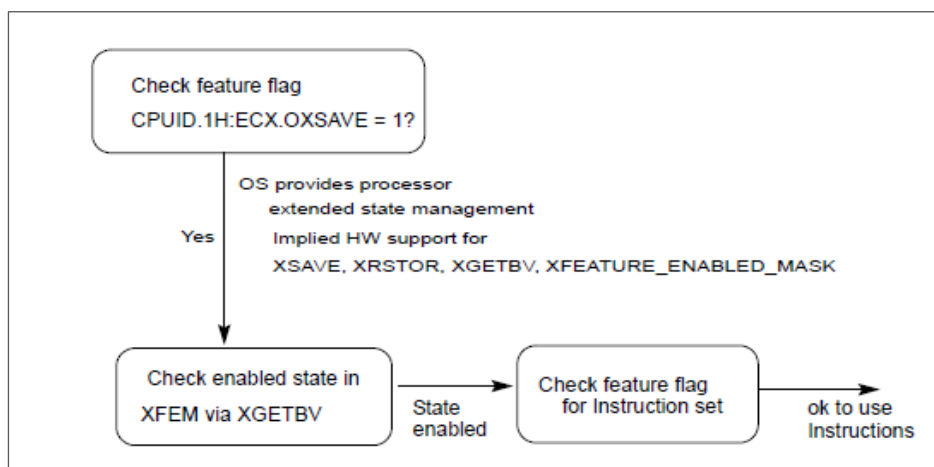 Check feature flag
CPUID.1H:ECX.OXSAVE = 1?
OS provides processor
extended state management
Yes
Implied HW support for
XSAVE, XRSTOR, XGETBV, XFEATURE_ENABLED_MASK
Check enabled state in
XFEM via XGETBV
State
enabled
Check feature flag
for Instruction set
ok to use
Instructions